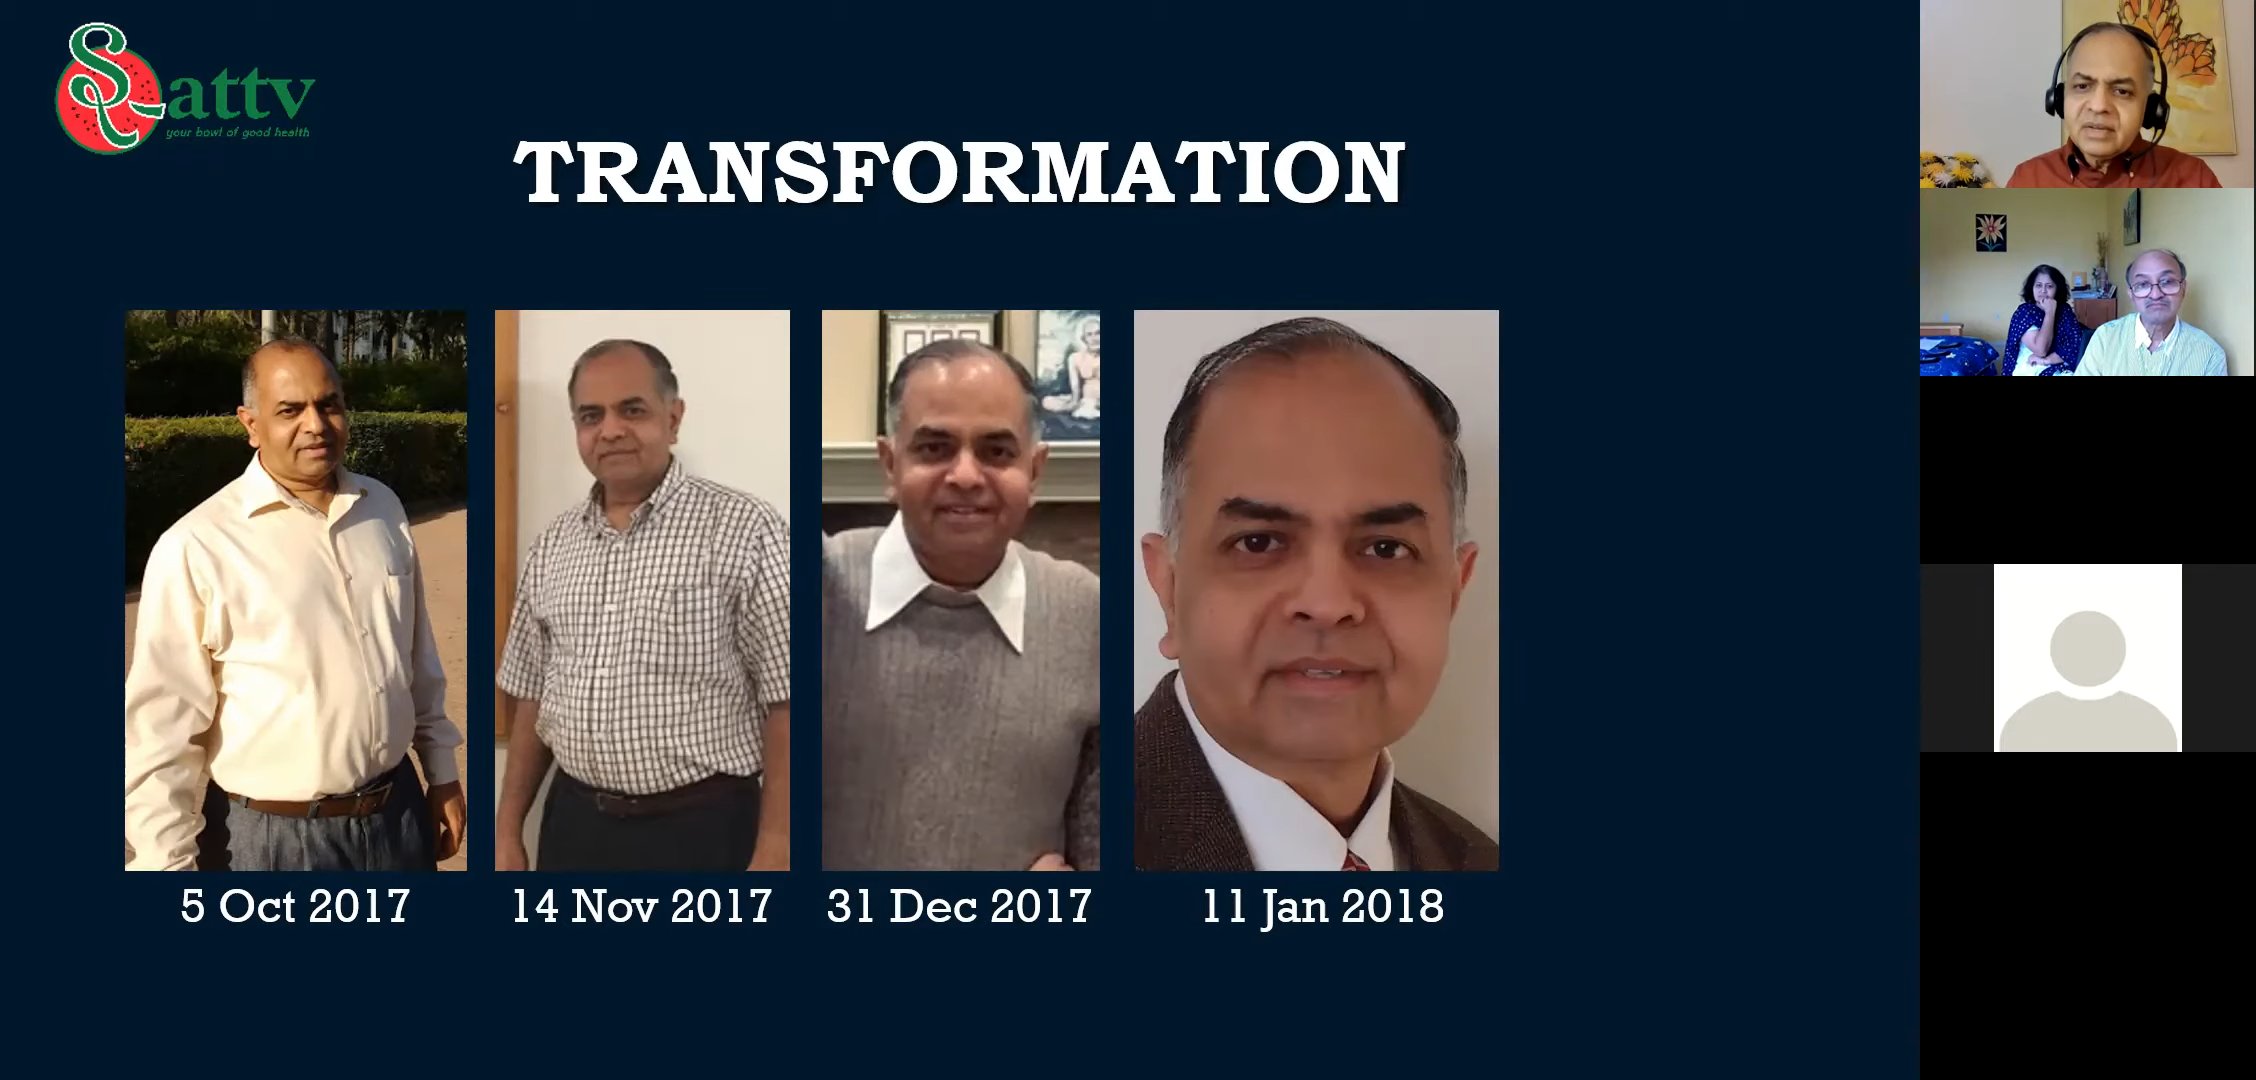 Sattv
your bowl of good health
TRANSFORMATION
5 Oct 2017
14 Nov 2017
31 Dec 2017
11 Jan 2018